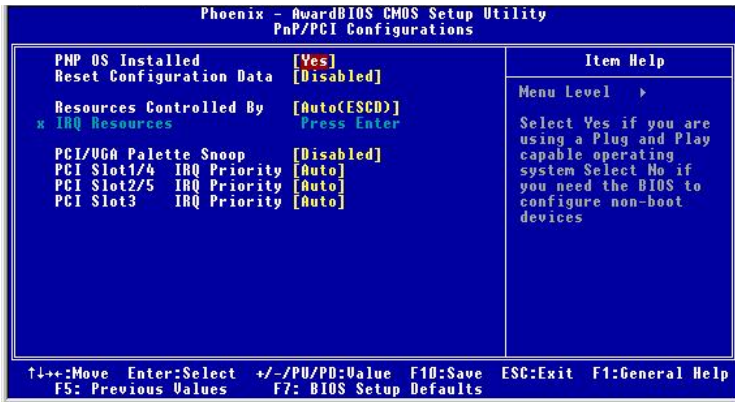 Phoenix - AwardBIOS CMOS Setup Utility
PnP/PCI Configurations
PNP OS Installed [Yes]
Reset Configuration Data [Disabled]
Resources Controlled By [Auto(ESCD)]
x IRQ Resources Press Enter
PCI/VGA Palette Snoop [Disabled]
PCI Slot1/4 IRQ Priority [Auto]
PCI Slot2/5 IRQ Priority [Auto]
PCI Slot3 IRQ Priority [Auto]
Item Help
Menu Level ▸
Select Yes if you are
using a Plug and Play
capable operating
system Select No if
you need the BIOS to
configure non-boot
devices
↑↓→←:Move Enter:Select +/-/PU/PD:Value F10:Save ESC:Exit F1:General Help
F5: Previous Values F7: BIOS Setup Defaults